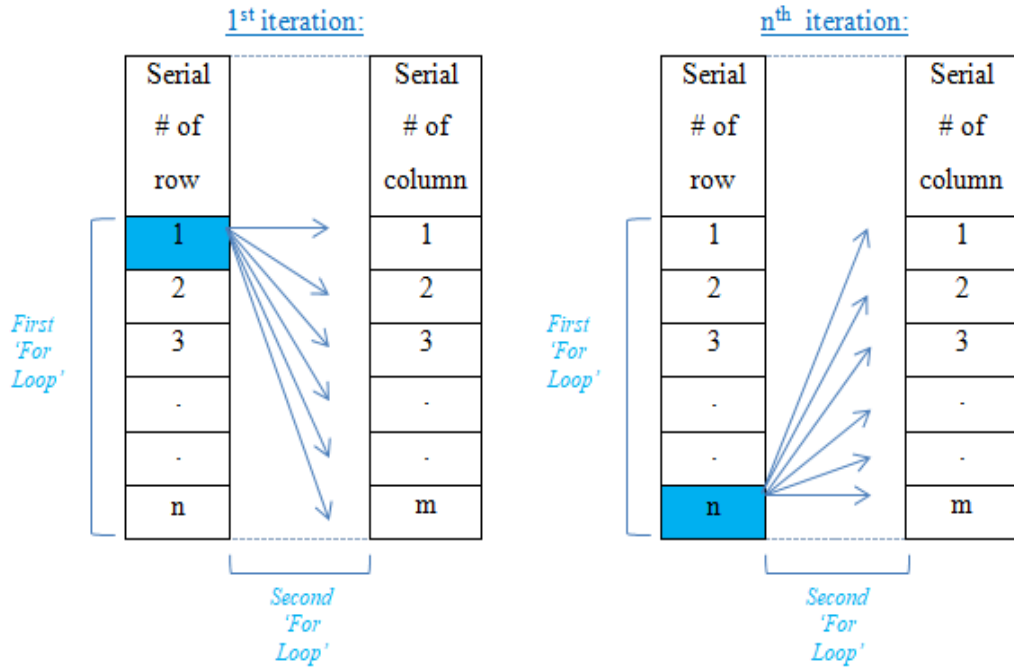 1st iteration:
Serial
# of
row
1
2
3
.
.
n
Serial
# of
column
1
2
3
.
.
m
First
‘For
Loop’
Second
‘For
Loop’
nth iteration:
Serial
# of
row
1
2
3
.
.
n
Serial
# of
column
1
2
3
.
.
m
First
‘For
Loop’
Second
‘For
Loop’